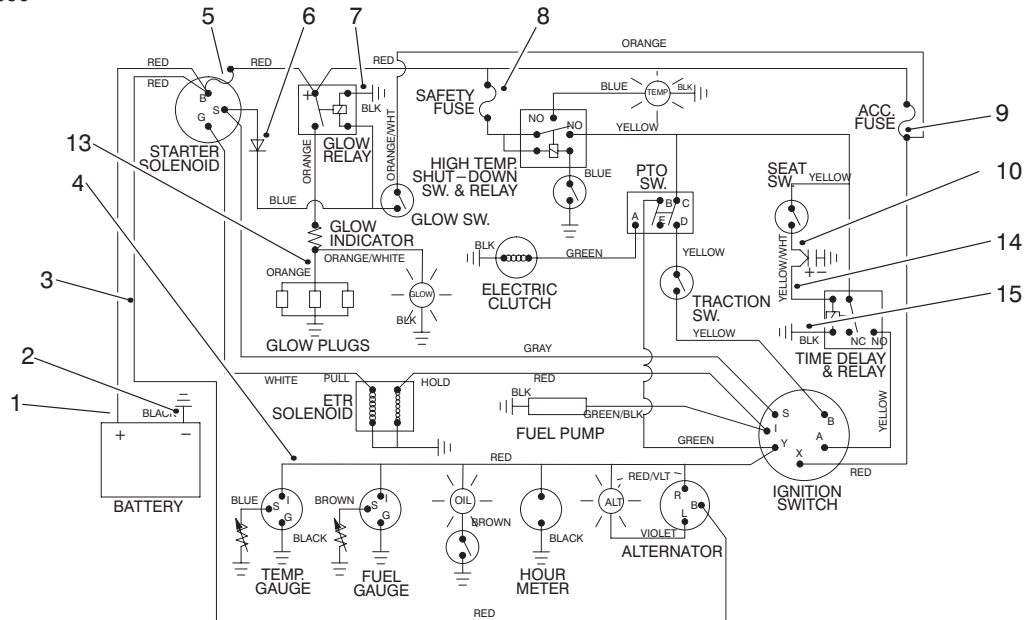 5
6
7
8
ORANGE
RED
RED
RED
RED
B
S
G
STARTER
SOLENOID
+
BLK
GLOW
RELAY
ORANGE
ORANGE/WHT
SAFETY
FUSE
NO
NO
BLUE
TEMP
BLK
YELLOW
HIGH TEMP.
SHUT-DOWN
SW. & RELAY
BLUE
ACC.
FUSE
9
13
4
BLUE
GLOW SW.
PTO
SW.
A
B
C
E
D
SEAT
SW.
YELLOW
10
YELLOW/WHT
+ -
14
15
GLOW
INDICATOR
ORANGE/WHITE
ORANGE
GLOW
BLK
GLOW PLUGS
BLK
GREEN
ELECTRIC
CLUTCH
YELLOW
TRACTION
SW.
YELLOW
BLK
NC
NO
TIME DELAY
& RELAY
YELLOW
3
2
1
BLACK
+
-
BATTERY
GRAY
WHITE
PULL
HOLD
ETR
SOLENOID
RED
BLK
GREEN/BLK
FUEL PUMP
GREEN
S
I
Y
X
A
B
RED
IGNITION
SWITCH
RED
BLUE
S
I
G
BLACK
TEMP.
GAUGE
BROWN
S
I
G
FUEL
GAUGE
OIL
BROWN
BLACK
HOUR
METER
ALT
RED/VLT
VIOLET
R
B
L
ALTERNATOR
RED